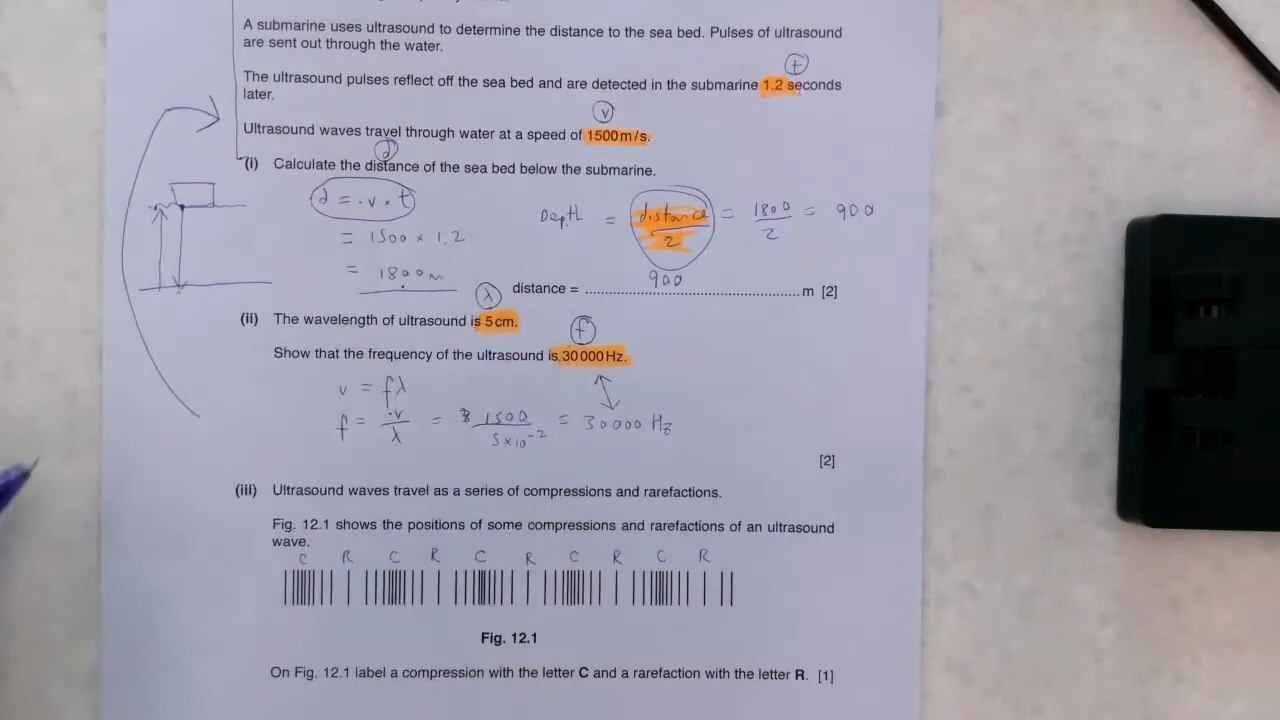 A submarine uses ultrasound to determine the distance to the sea bed. Pulses of ultrasound
are sent out through the water.
t
The ultrasound pulses reflect off the sea bed and are detected in the submarine 1.2 seconds
later.
v
Ultrasound waves travel through water at a speed of 1500 m/s.
d
(i) Calculate the distance of the sea bed below the submarine.
d = v × t
Depth = distance/2 = 1800/2 = 900
= 1500 × 1.2
= 1800m
900
distance = ........................................ m [2]
λ
(ii) The wavelength of ultrasound is 5 cm.
f
Show that the frequency of the ultrasound is 30 000 Hz.
v = fλ
f = v/λ = 1500/5×10⁻² = 30000 Hz
[2]
(iii) Ultrasound waves travel as a series of compressions and rarefactions.
Fig. 12.1 shows the positions of some compressions and rarefactions of an ultrasound
wave.
C R C R C R C R C R
Fig. 12.1
On Fig. 12.1 label a compression with the letter C and a rarefaction with the letter R. [1]